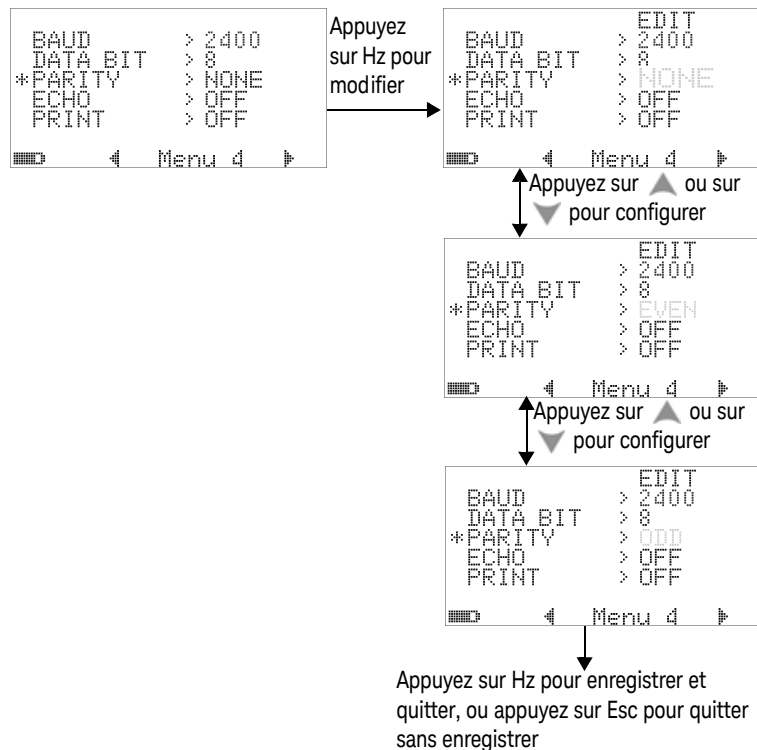 BAUD > 2400
DATA BIT > 8
*PARITY > NONE
ECHO > OFF
PRINT > OFF
Menu 4
Appuyez
sur Hz pour
modifier
EDIT
BAUD > 2400
DATA BIT > 8
*PARITY > NONE
ECHO > OFF
PRINT > OFF
Menu 4
Appuyez sur ▲ ou sur
▼ pour configurer
EDIT
BAUD > 2400
DATA BIT > 8
*PARITY > EVEN
ECHO > OFF
PRINT > OFF
Menu 4
Appuyez sur ▲ ou sur
▼ pour configurer
EDIT
BAUD > 2400
DATA BIT > 8
*PARITY > ODD
ECHO > OFF
PRINT > OFF
Menu 4
Appuyez sur Hz pour enregistrer et
quitter, ou appuyez sur Esc pour quitter
sans enregistrer